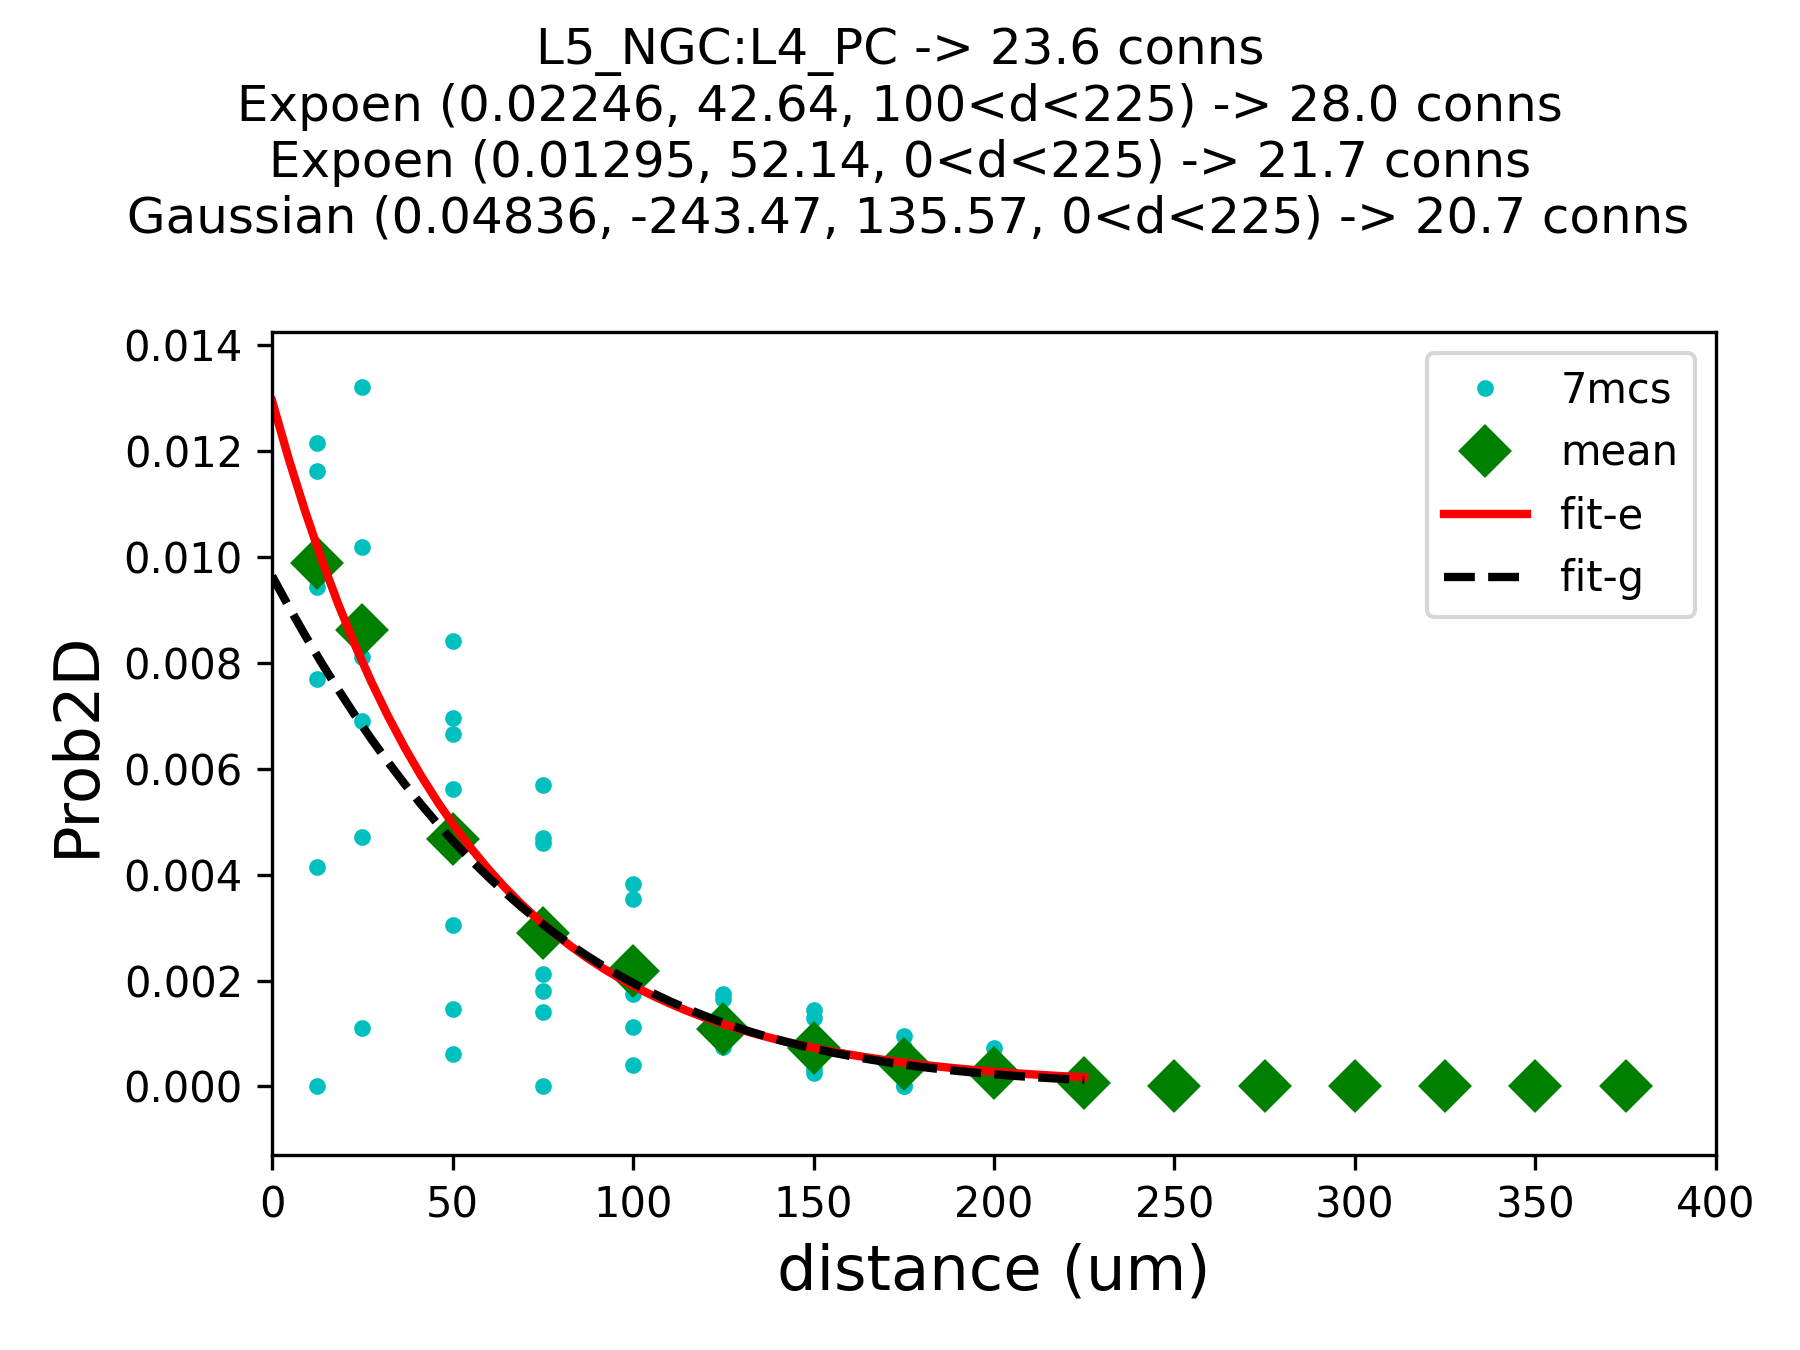 L5_NGC:L4_PC -> 23.6 conns
Expoen (0.02246, 42.64, 100<d<225) -> 28.0 conns
Expoen (0.01295, 52.14, 0<d<225) -> 21.7 conns
Gaussian (0.04836, -243.47, 135.57, 0<d<225) -> 20.7 conns
0.014
0.012
0.010
0.008
0.006
0.004
0.002
0.000
Prob2D
7mcs
mean
fit-e
fit-g
0 50 100 150 200 250 300 350 400
distance (um)